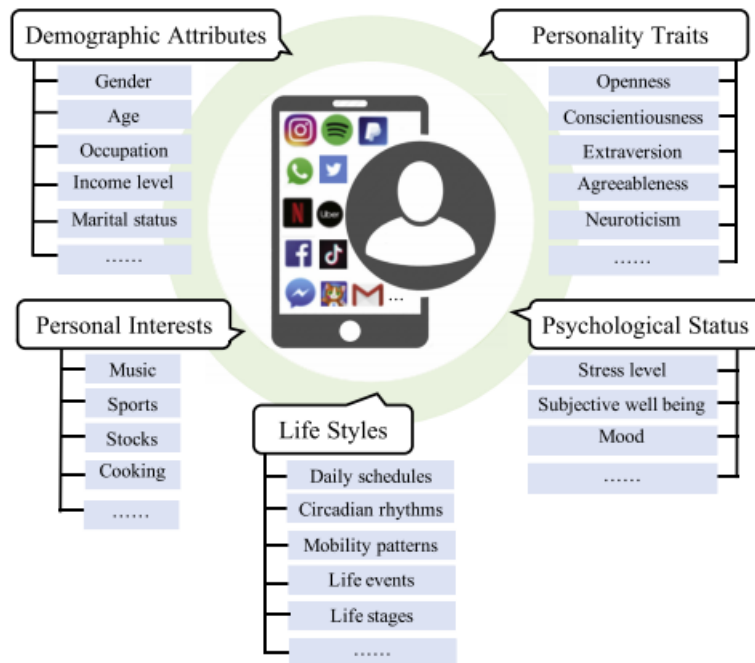 Demographic Attributes
Gender
Age
Occupation
Income level
Marital status
......
Personality Traits
Openness
Conscientiousness
Extraversion
Agreeableness
Neuroticism
......
Uber
...
Personal Interests
Music
Sports
Stocks
Cooking
......
Life Styles
Daily schedules
Circadian rhythms
Mobility patterns
Life events
Life stages
......
Psychological Status
Stress level
Subjective well being
Mood
......